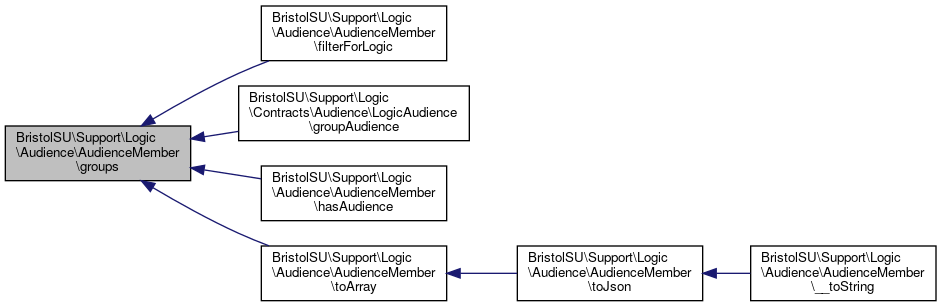 BristolSU\Support\Logic
\Audience\AudienceMember
\filterForLogic
BristolSU\Support\Logic
\Contracts\Audience\LogicAudience
\groupAudience
BristolSU\Support\Logic
\Audience\AudienceMember
\groups
BristolSU\Support\Logic
\Audience\AudienceMember
\hasAudience
BristolSU\Support\Logic
\Audience\AudienceMember
\toArray
BristolSU\Support\Logic
\Audience\AudienceMember
\toJson
BristolSU\Support\Logic
\Audience\AudienceMember
\__toString